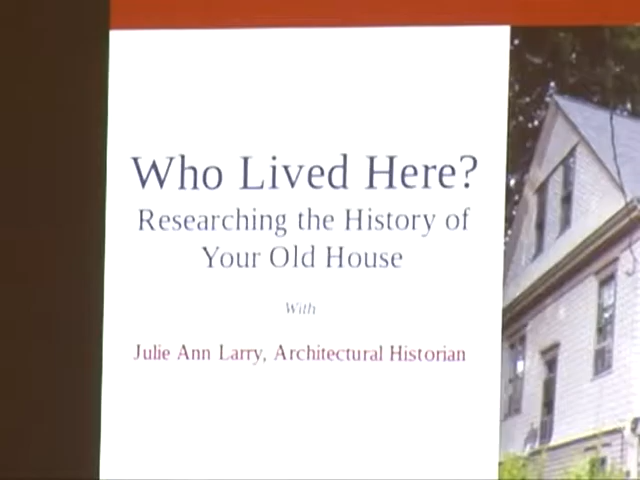 Who Lived Here?
Researching the History of
Your Old House
With
Julie Ann Larry, Architectural Historian